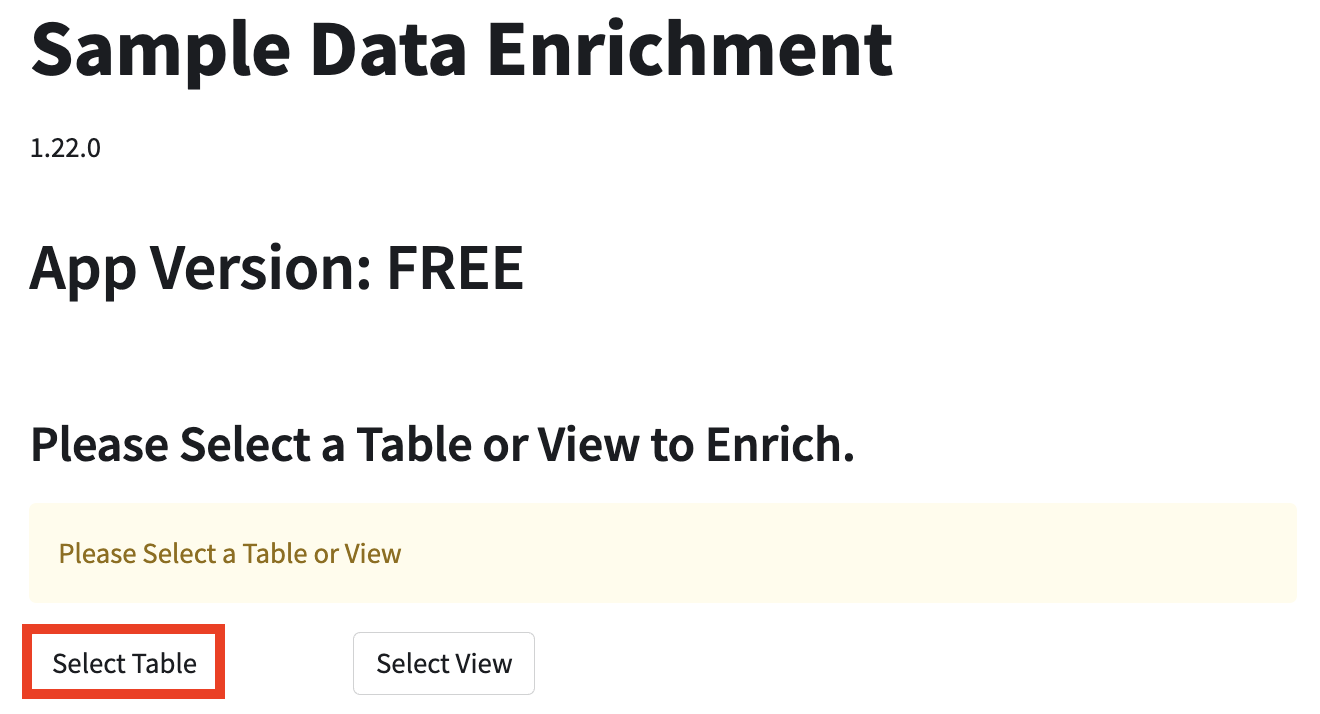 Sample Data Enrichment
1.22.0
App Version: FREE
Please Select a Table or View to Enrich.
Please Select a Table or View
Select Table
Select View